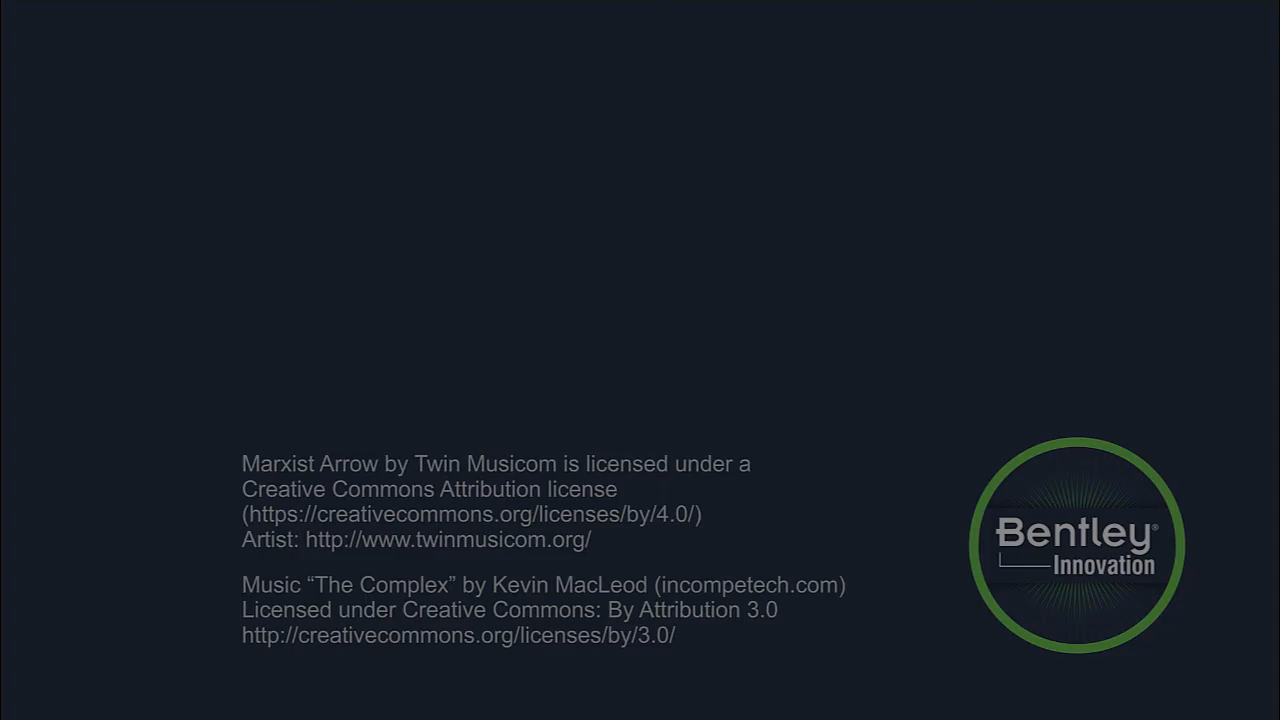 Marxist Arrow by Twin Musicom is licensed under a
Creative Commons Attribution license
(https://creativecommons.org/licenses/by/4.0/)
Artist: http://www.twinmusicom.org/
Music “The Complex” by Kevin MacLeod (incompetech.com)
Licensed under Creative Commons: By Attribution 3.0
http://creativecommons.org/licenses/by/3.0/
Bentley®
Innovation